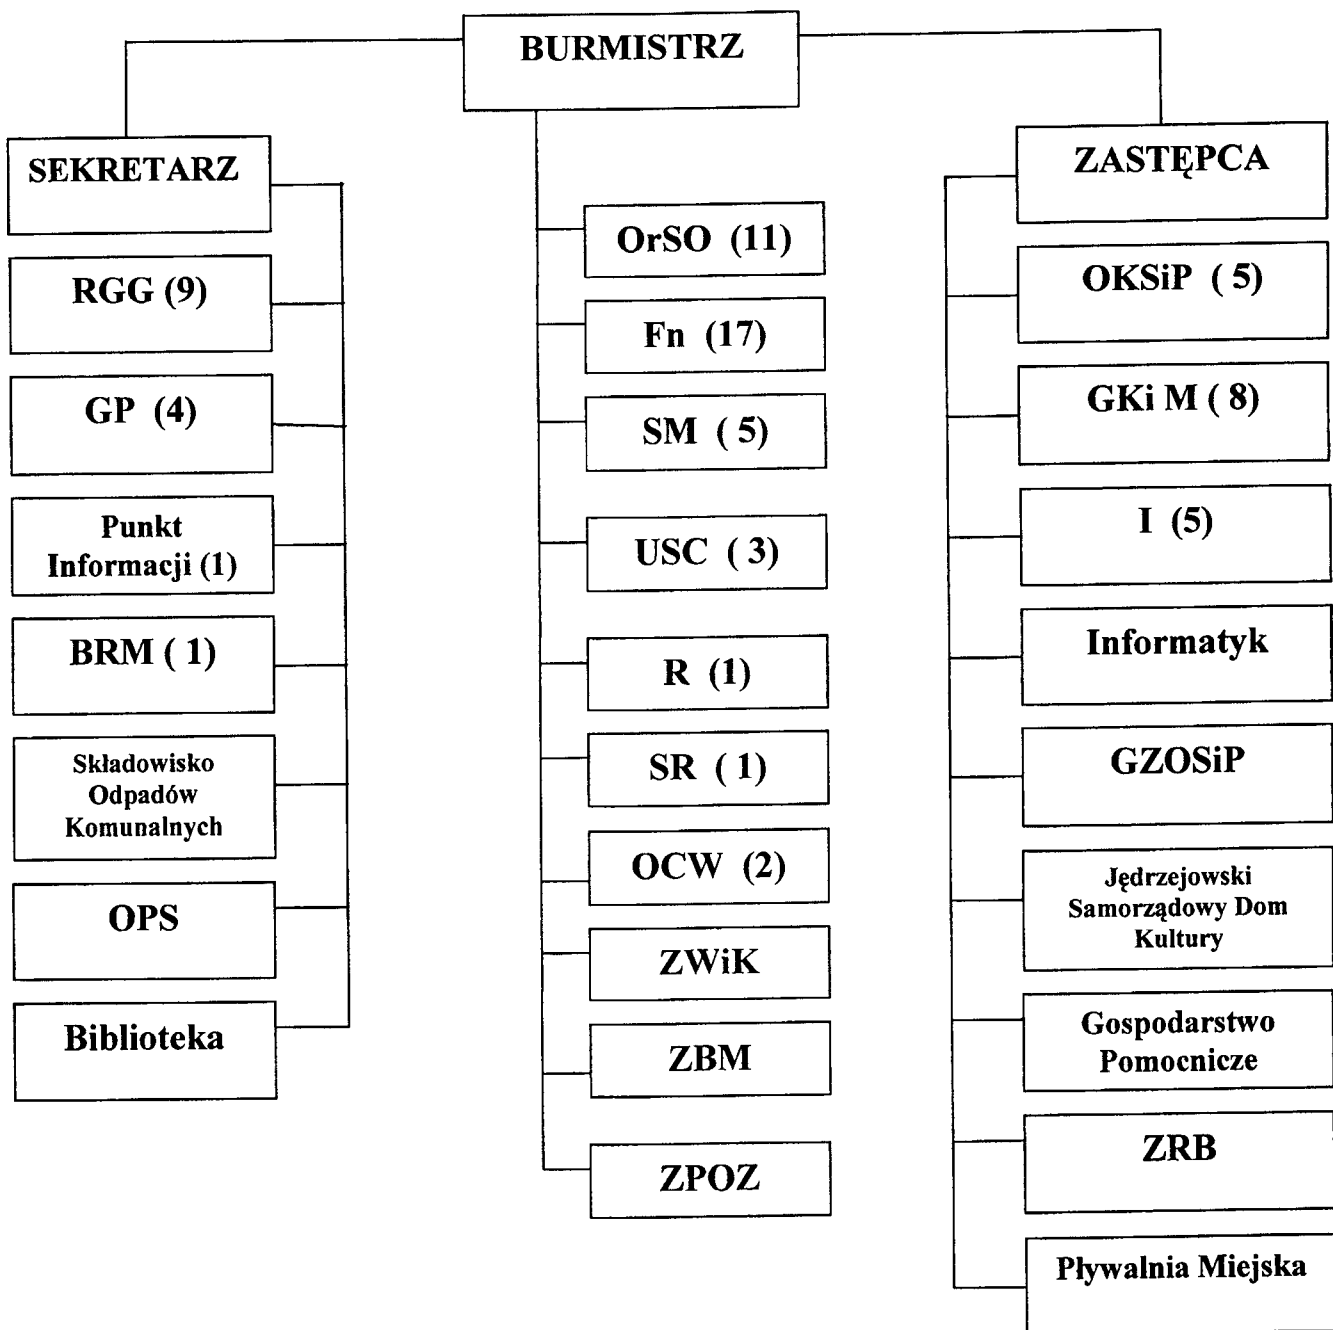 BURMISTRZ
SEKRETARZ
RGG (9)
GP (4)
Punkt
Informacji (1)
BRM ( 1)
Składowisko
Odpadów
Komunalnych
OPS
Biblioteka
OrSO (11)
Fn (17)
SM ( 5)
USC ( 3)
R (1)
SR ( 1)
OCW (2)
ZWiK
ZBM
ZPOZ
ZASTĘPCA
OKSiP ( 5)
GKi M ( 8)
I (5)
Informatyk
GZOSiP
Jędrzejowski
Samorządowy Dom
Kultury
Gospodarstwo
Pomocnicze
ZRB
Pływalnia Miejska